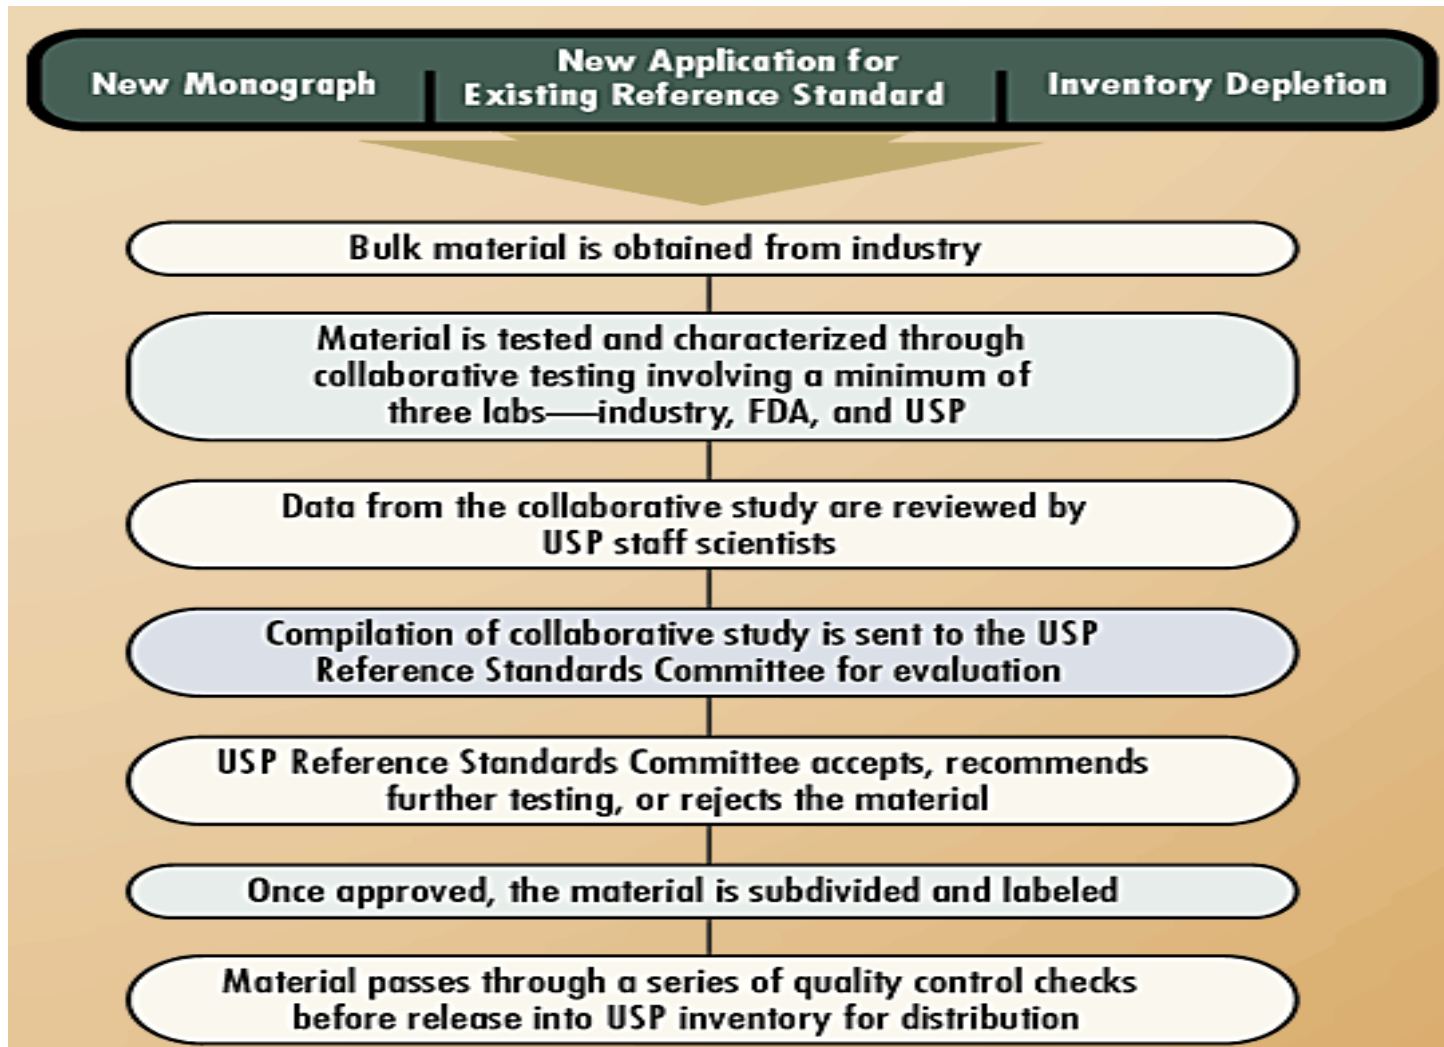 New Monograph
New Application for
Existing Reference Standard
Inventory Depletion
Bulk material is obtained from industry
Material is tested and characterized through
collaborative testing involving a minimum of
three labs—industry, FDA, and USP
Data from the collaborative study are reviewed by
USP staff scientists
Compilation of collaborative study is sent to the USP
Reference Standards Committee for evaluation
USP Reference Standards Committee accepts, recommends
further testing, or rejects the material
Once approved, the material is subdivided and labeled
Material passes through a series of quality control checks
before release into USP inventory for distribution